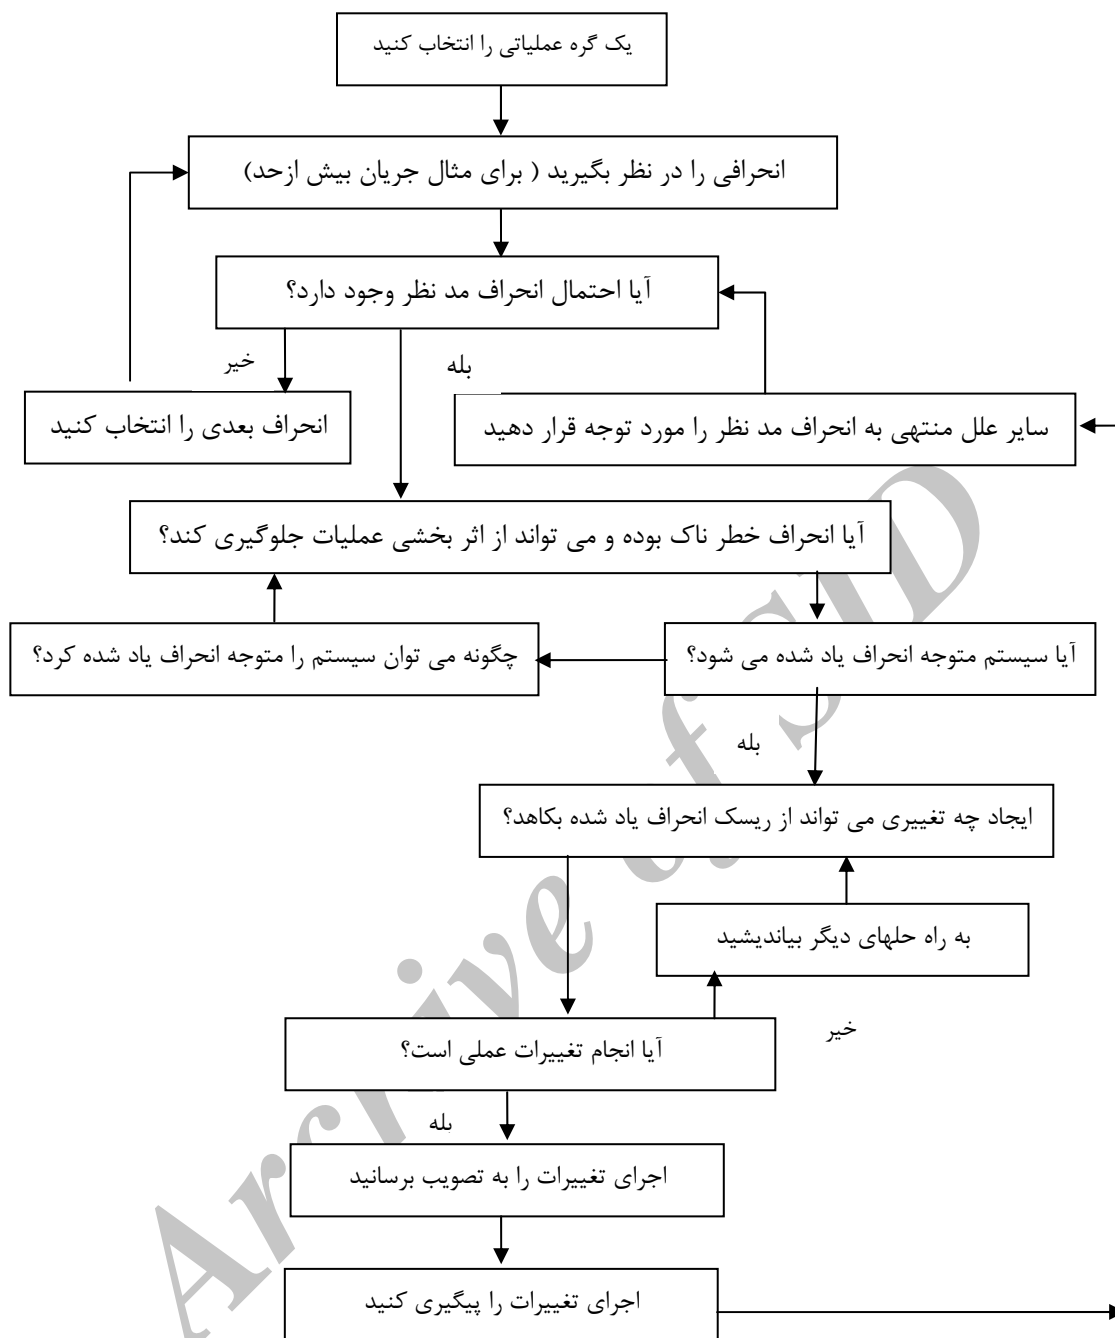 یک گره عملیاتی را انتخاب کنید
انحرافی را در نظر بگیرید ( برای مثال جریان بیش ازحد)
آیا احتمال انحراف مد نظر وجود دارد؟
خیر
بله
انحراف بعدی را انتخاب کنید
سایر علل منتهی به انحراف مد نظر را مورد توجه قرار دهید
آیا انحراف خطر ناک بوده و می تواند از اثر بخشی عملیات جلوگیری کند؟
آیا سیستم متوجه انحراف یاد شده می شود؟
چگونه می توان سیستم را متوجه انحراف یاد شده کرد؟
بله
ایجاد چه تغییری می تواند از ریسک انحراف یاد شده بکاهد؟
به راه حلهای دیگر بیاندیشید
خیر
آیا انجام تغییرات عملی است؟
بله
اجرای تغییرات را به تصویب برسانید
اجرای تغییرات را پیگیری کنید
Archive of SID